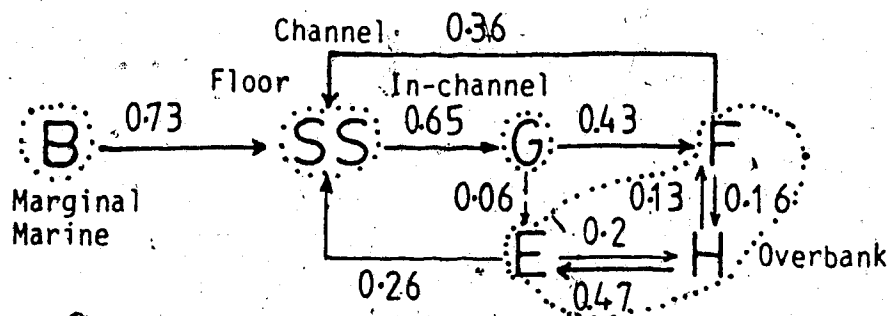 Channel 0·36
Floor In-channel
0·73 0·65 0·43
B SS G F
Marginal
Marine
0·06 0·13 0·16
E 0·2 H Overbank
0·26 0·47